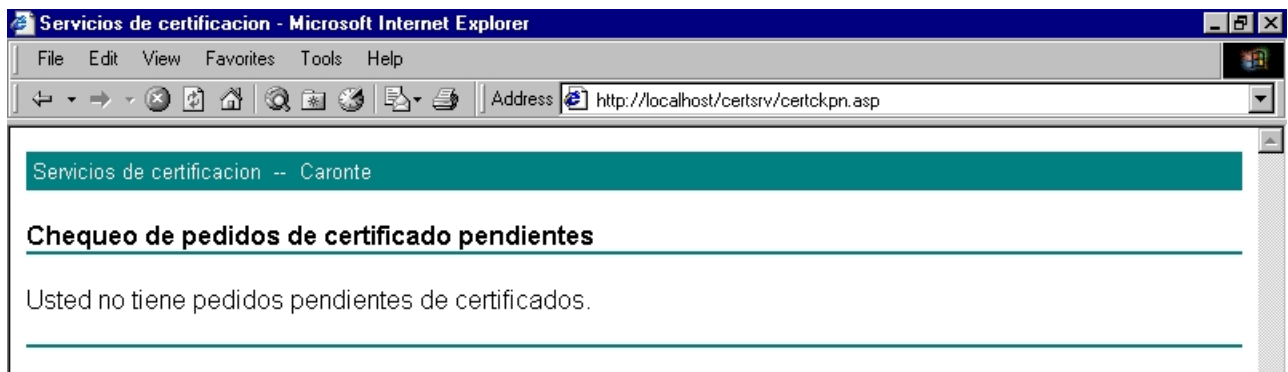 Servicios de certificacion - Microsoft Internet Explorer
File Edit View Favorites Tools Help
Address http://localhost/certsrv/certckpn.asp
Servicios de certificacion -- Caronte
Chequeo de pedidos de certificado pendientes
Usted no tiene pedidos pendientes de certificados.